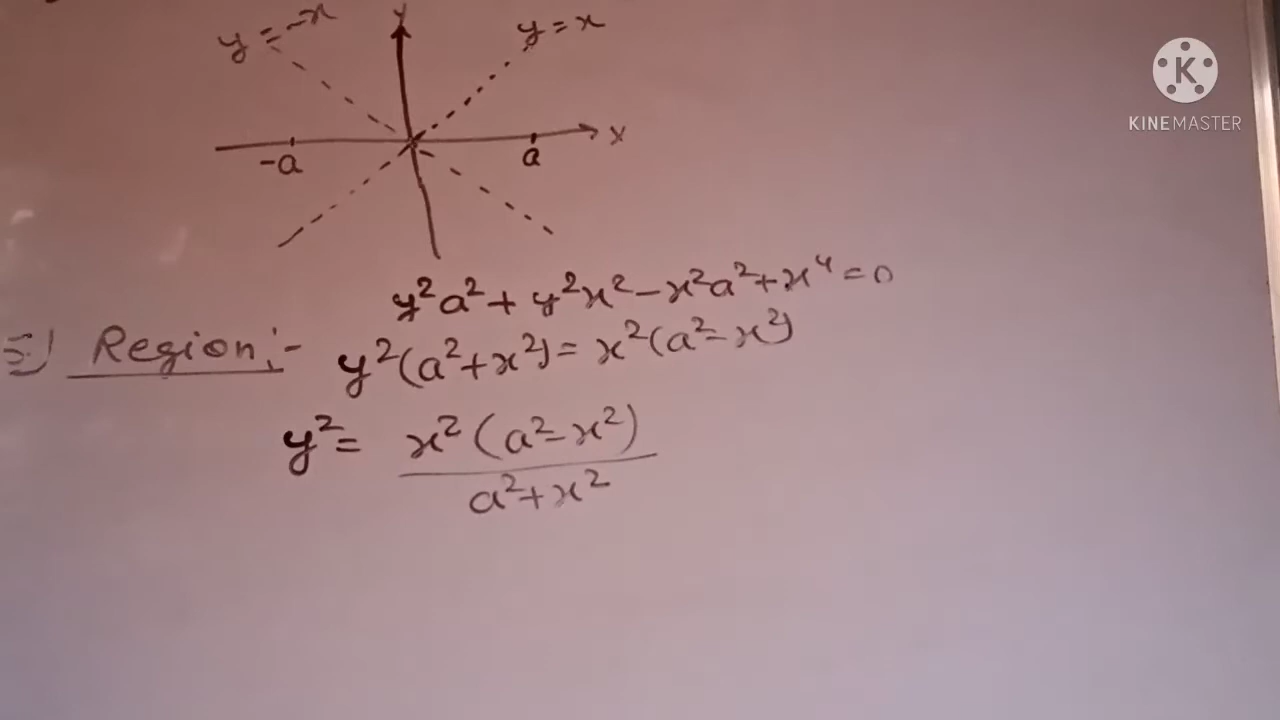 y = -x
y
y = x
K
KINEMASTER
-a
a
x
y²a² + y²x² - x²a² + x⁴ = 0
5) Region :-
y²(a² + x²) = x²(a² - x²)
y² = x²(a² - x²) / a² + x²